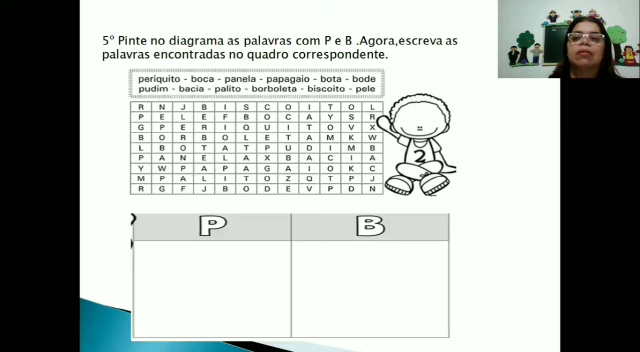 5º Pinte no diagrama as palavras com P e B .Agora,escreva as
palavras encontradas no quadro correspondente.
periquito - boca - panela - papagaio - bota - bode
pudim - bacia - palito - borboleta - biscoito - pele
R N J B I S C O I T O L
P E L E F B O C A Y S R
G P E R I Q U I T O V X
B O R B O L E T A M K W
L B O T A T P U D I M B
P A N E L A X B A C I A
Y W P A P A G A I O K C
M P A L I T O Z Q T P J
R G F J B O D E V P D N
2
P B